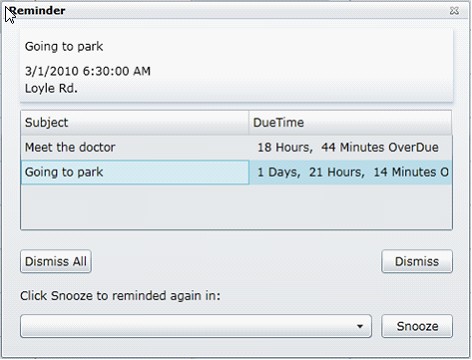 Reminder
Going to park
3/1/2010 6:30:00 AM
Loyle Rd.
Subject DueTime
Meet the doctor 18 Hours, 44 Minutes OverDue
Going to park 1 Days, 21 Hours, 14 Minutes O
Dismiss All Dismiss
Click Snooze to reminded again in:
Snooze